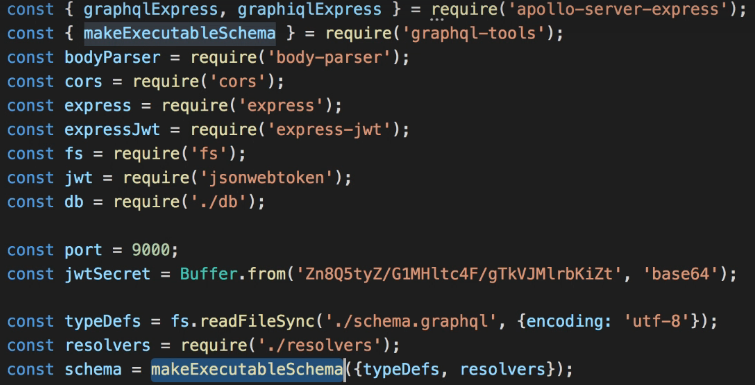 const { graphqlExpress, graphiqlExpress } = require('apollo-server-express');
const { makeExecutableSchema } = require('graphql-tools');
const bodyParser = require('body-parser');
const cors = require('cors');
const express = require('express');
const expressJwt = require('express-jwt');
const fs = require('fs');
const jwt = require('jsonwebtoken');
const db = require('./db');
const port = 9000;
const jwtSecret = Buffer.from('Zn8Q5tyZ/G1MHltc4F/gTkVJMlrbKiZt', 'base64');
const typeDefs = fs.readFileSync('./schema.graphql', {encoding: 'utf-8'});
const resolvers = require('./resolvers');
const schema = makeExecutableSchema({typeDefs, resolvers});